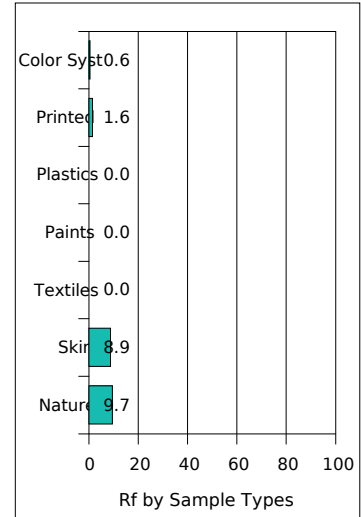 Color Syst 0.6
Printed 1.6
Plastics 0.0
Paints 0.0
Textiles 0.0
Skin 8.9
Nature 9.7
0 20 40 60 80 100
Rf by Sample Types